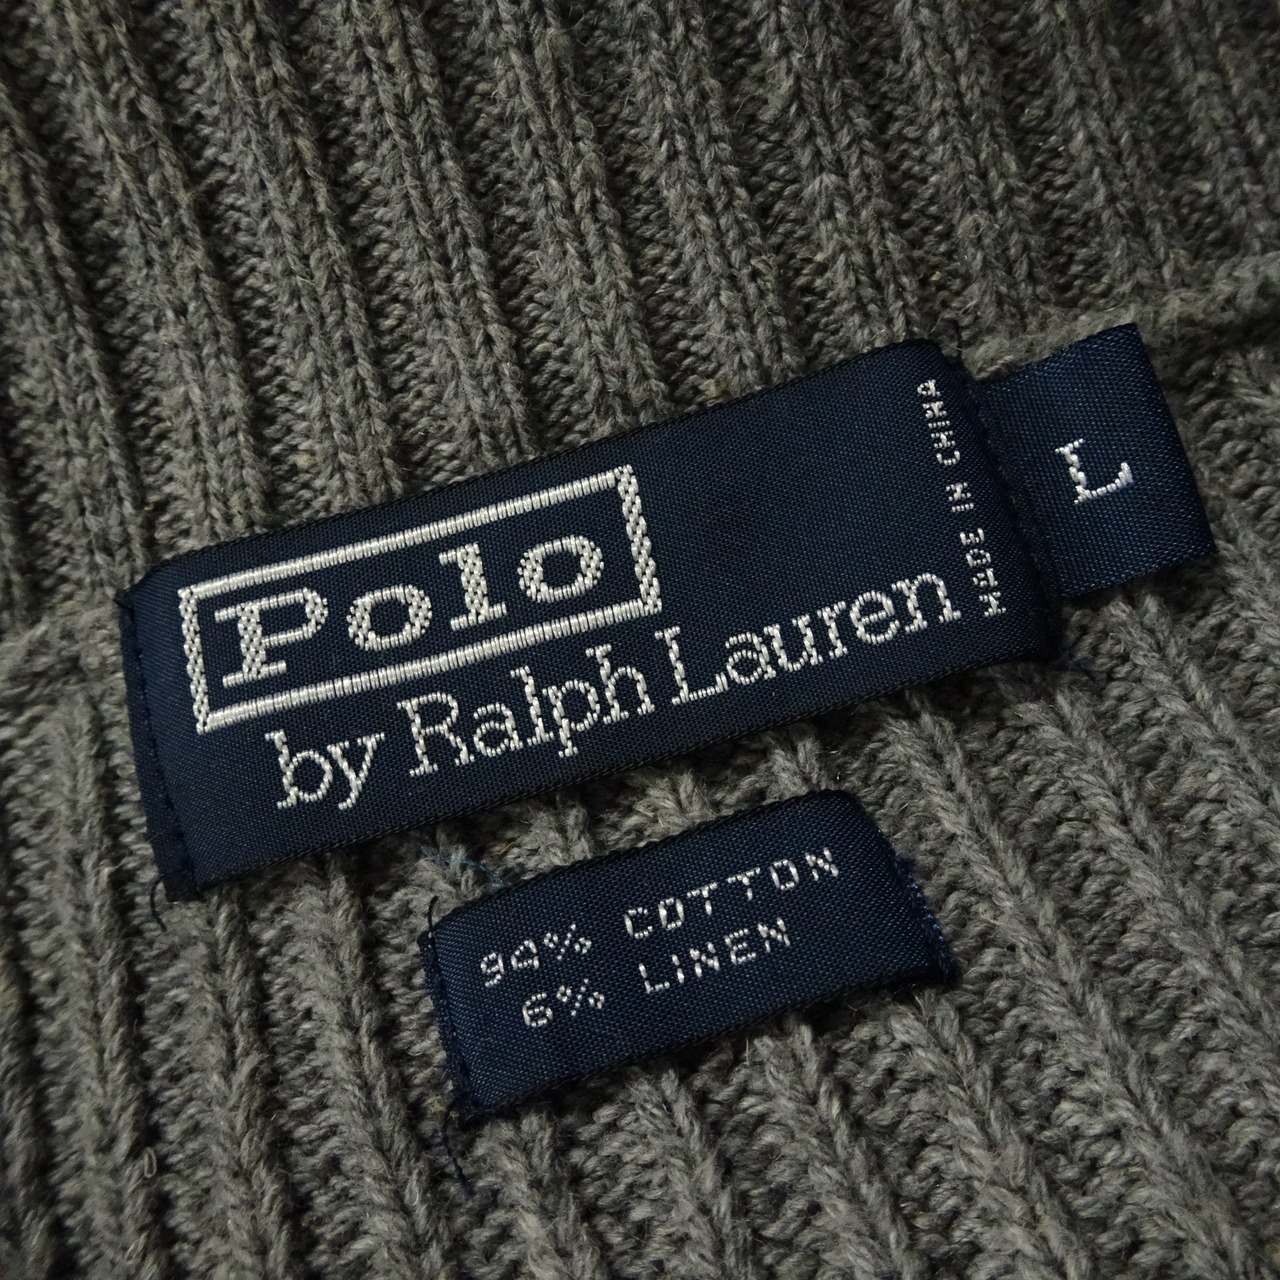 Polo
by Ralph Lauren
MADE IN CHINA
L
94% COTTON
6% LINEN